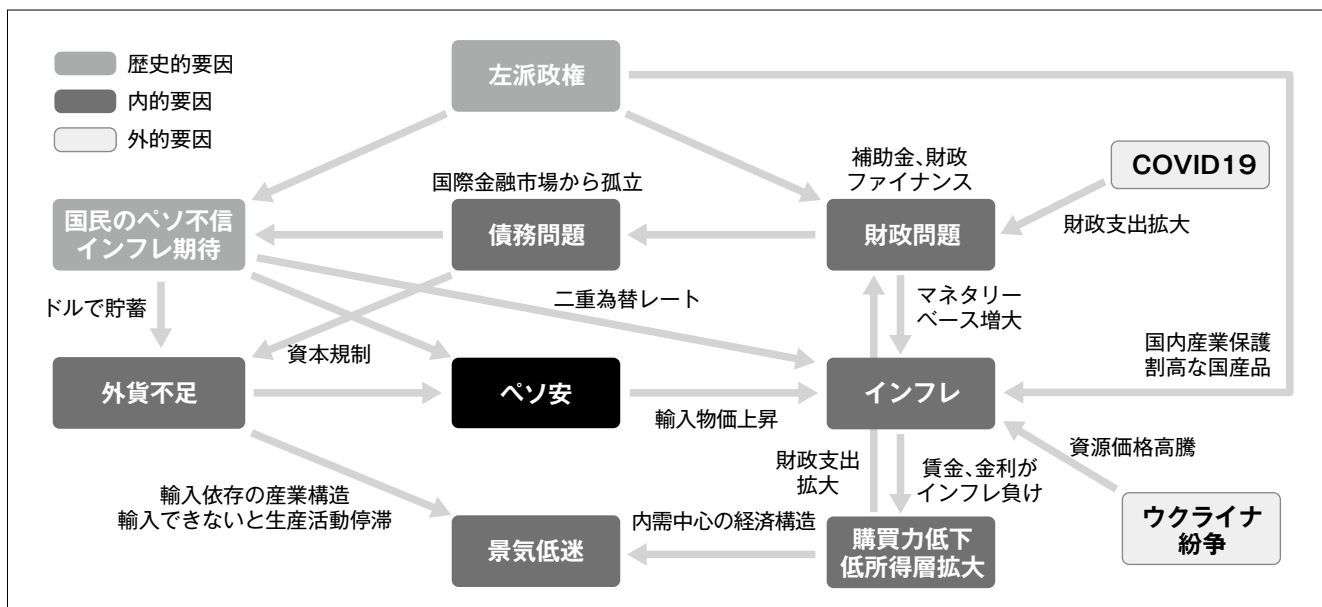 歴史的要因
内的要因
外的要因
左派政権
COVID19
財政支出拡大
補助金、財政
ファイナンス
国際金融市場から孤立
国民のペソ不信
インフレ期待
債務問題
財政問題
ドルで貯蓄
二重為替レート
マネタリー
ベース増大
資本規制
国内産業保護
割高な国産品
外貨不足
ペソ安
インフレ
輸入物価上昇
資源価格高騰
財政支出
拡大
賃金、金利が
インフレ負け
輸入依存の産業構造
輸入できないと生産活動停滞
内需中心の経済構造
景気低迷
購買力低下
低所得層拡大
ウクライナ
紛争